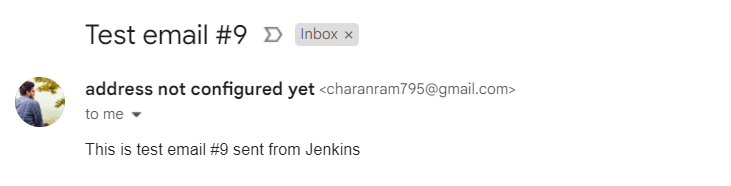 Test email #9 Inbox ×
address not configured yet <charanram795@gmail.com>
to me
This is test email #9 sent from Jenkins